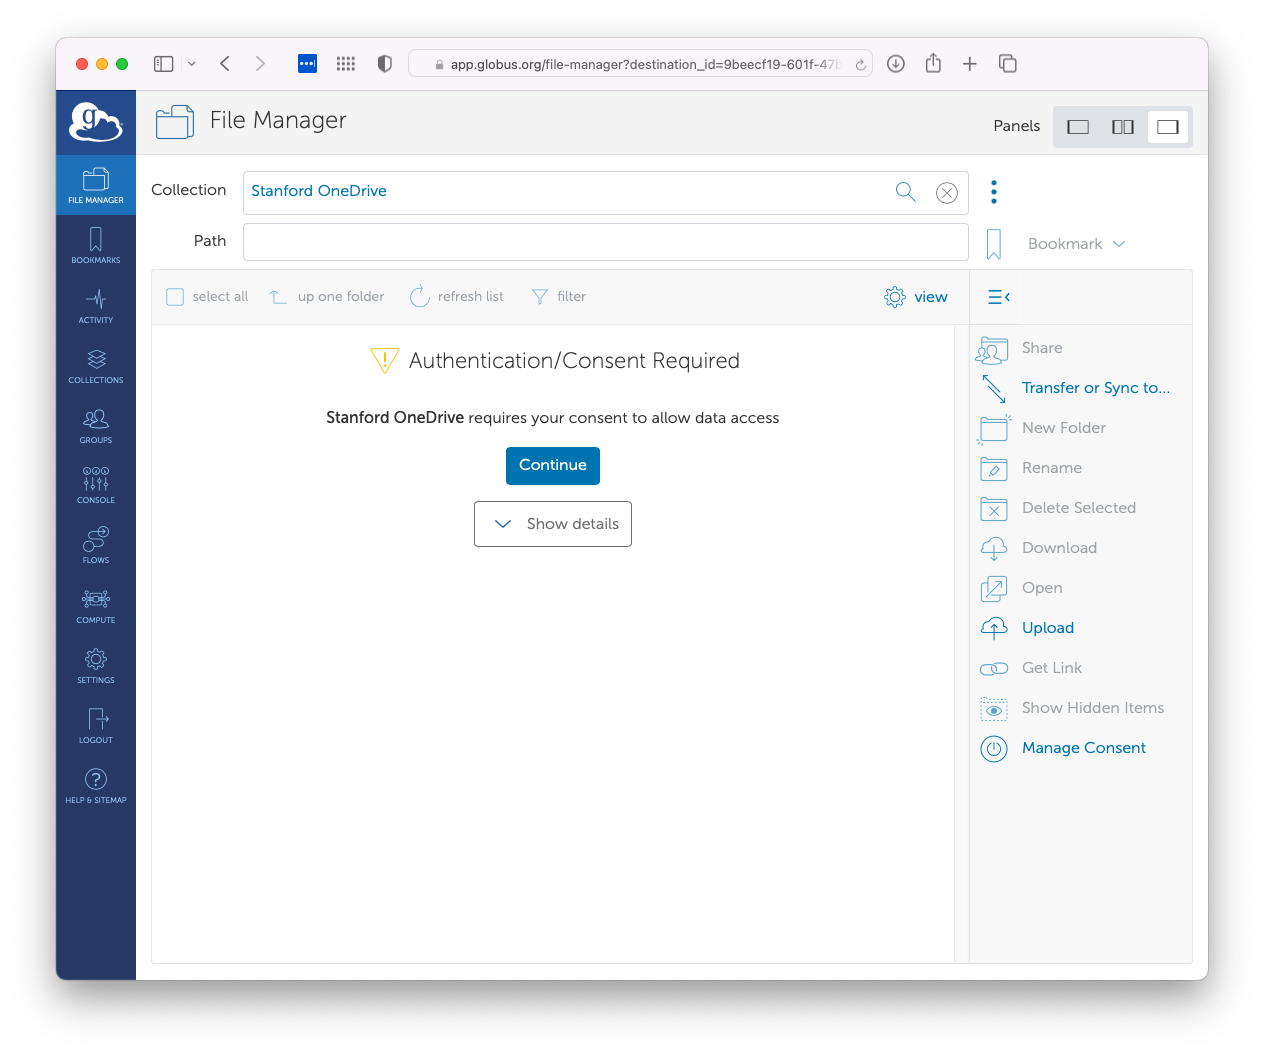 app.globus.org/file-manager?destination_id=9beecf19-601f-47b
g
File Manager
Panels
FILE MANAGER
BOOKMARKS
ACTIVITY
COLLECTIONS
GROUPS
CONSOLE
FLOWS
COMPUTE
SETTINGS
LOGOUT
HELP & SITEMAP
Collection
Stanford OneDrive
Path
Bookmark
select all
up one folder
refresh list
filter
view
Authentication/Consent Required
Stanford OneDrive requires your consent to allow data access
Continue
Show details
Share
Transfer or Sync to...
New Folder
Rename
Delete Selected
Download
Open
Upload
Get Link
Show Hidden Items
Manage Consent